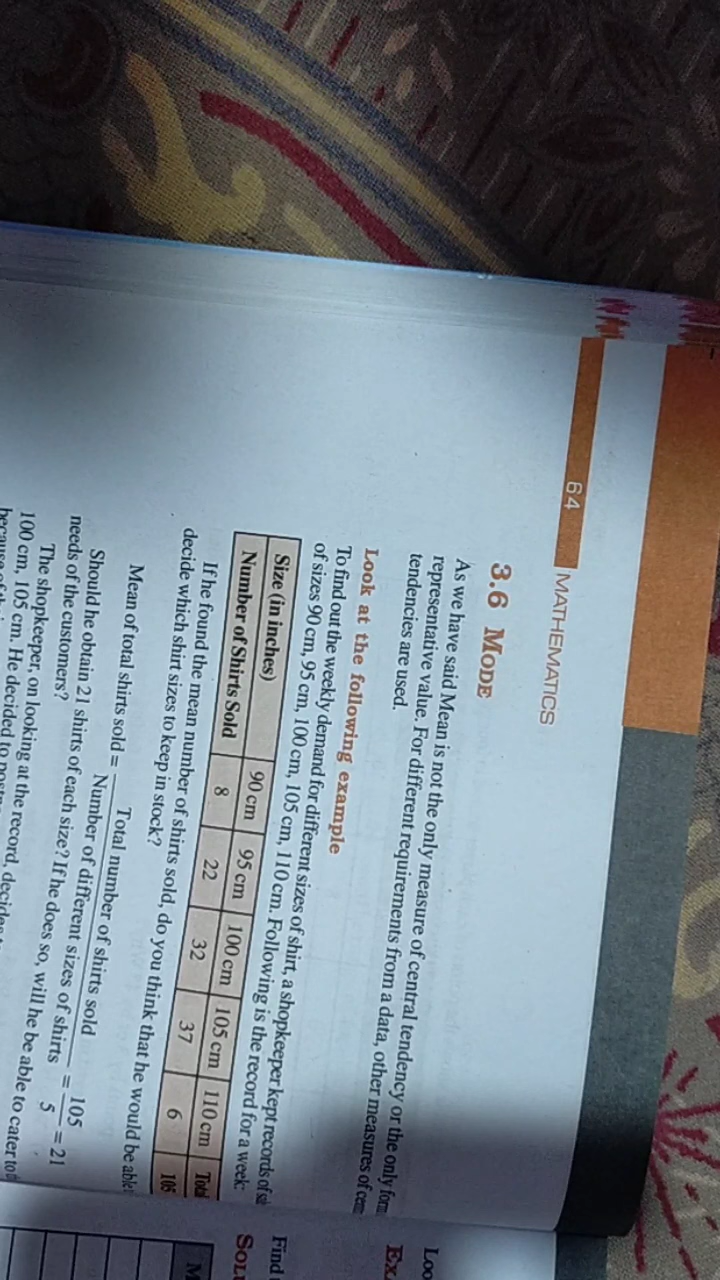 64 MATHEMATICS
3.6 MODE
As we have said Mean is not the only measure of central tendency or the only
representative value. For different requirements from a data, other measures of
tendencies are used.
Look at the following example
To find out the weekly demand for different sizes of shirt, a shopkeeper kept records of
of sizes 90 cm, 95 cm, 100 cm, 105 cm, 110 cm. Following is the record for a week:
Size (in inches) 90 cm 95 cm 100 cm 105 cm 110 cm Total
Number of Shirts Sold 8 22 32 37 6 105
If he found the mean number of shirts sold, do you think that he would be able
decide which shirt sizes to keep in stock?
Mean of total shirts sold = Total number of shirts sold / Number of different sizes of shirts = 105 / 5 = 21
Should he obtain 21 shirts of each size? If he does so, will he be able to cater to
needs of the customers?
The shopkeeper, on looking at the record, decides
100 cm, 105 cm. He decided to
Find